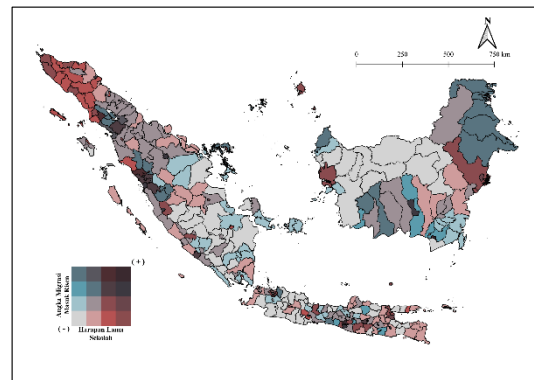 N
0 250 500 750 km
(+)
Angka Migrasi
Masuk Risen
(-)
Harapan Lama
Sekolah